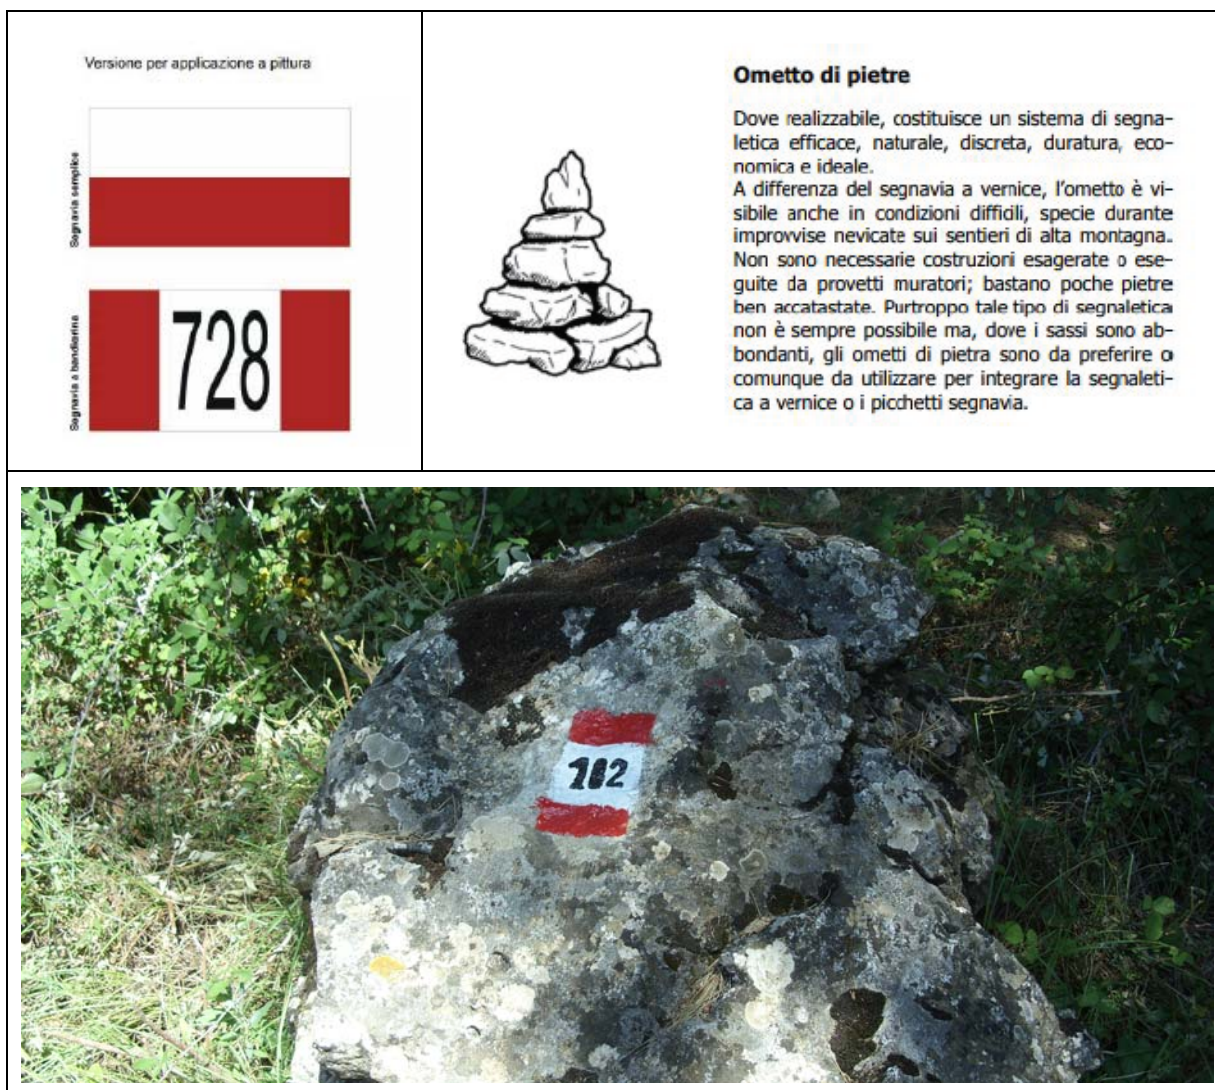 Versione per applicazione a pittura
Segnavia semplice
Segnavia a bandierina
728
Ometto di pietre
Dove realizzabile, costituisce un sistema di segna-
letica efficace, naturale, discreta, duratura, eco-
nomica e ideale.
A differenza del segnavia a vernice, l'ometto è vi-
sibile anche in condizioni difficili, specie durante
improvvise nevicate sui sentieri di alta montagna.
Non sono necessarie costruzioni esagerate o ese-
guite da provetti muratori; bastano poche pietre
ben accatastate. Purtroppo tale tipo di segnaletica
non è sempre possibile ma, dove i sassi sono ab-
bondanti, gli ometti di pietra sono da preferire o
comunque da utilizzare per integrare la segnaleti-
ca a vernice o i picchetti segnavia.